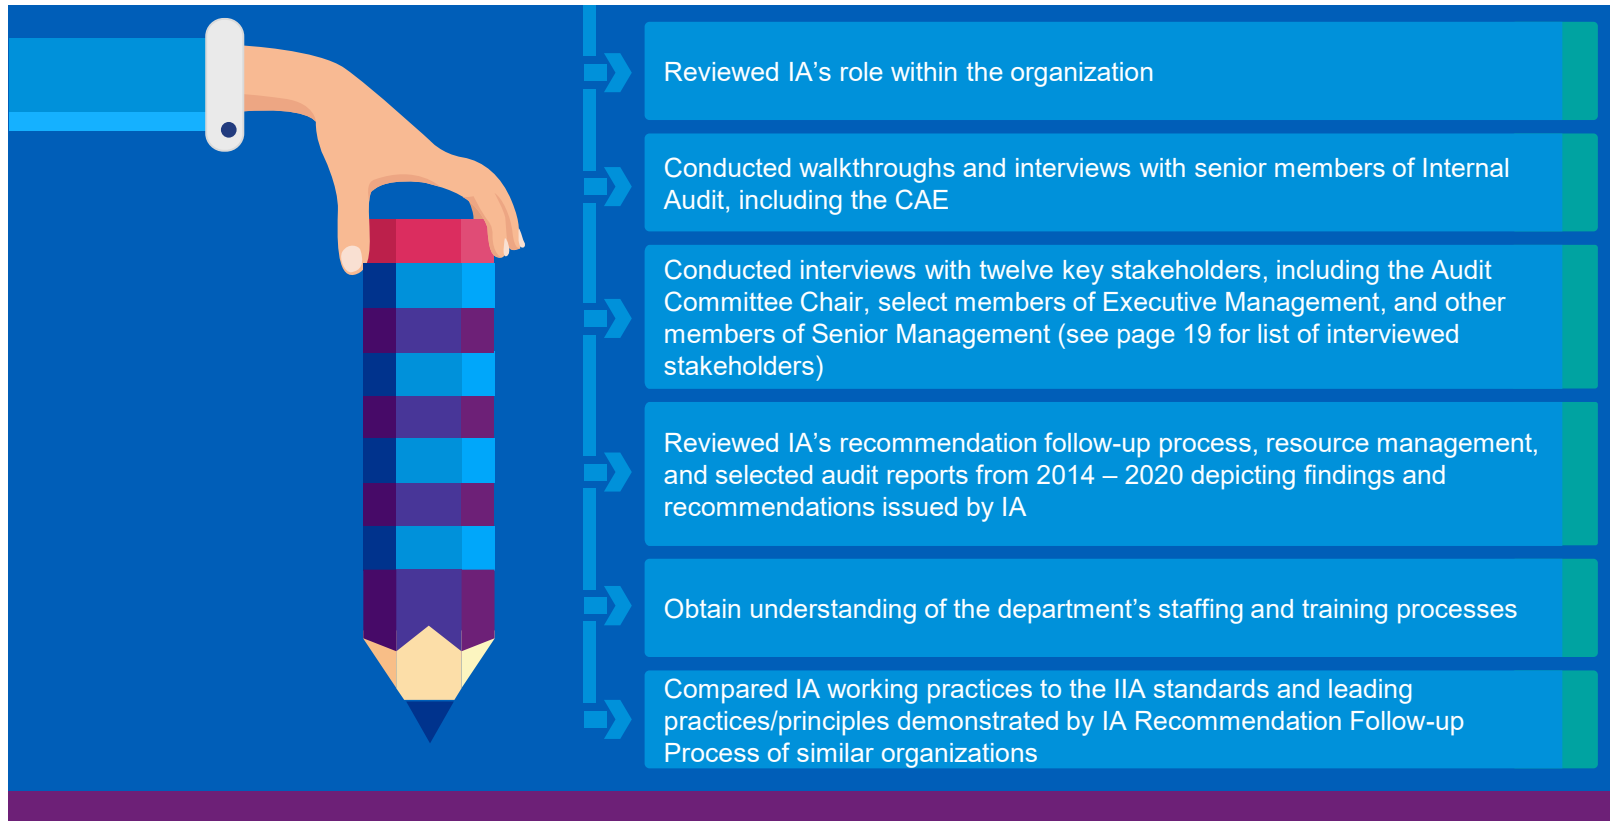 Reviewed IA’s role within the organization
Conducted walkthroughs and interviews with senior members of Internal
Audit, including the CAE
Conducted interviews with twelve key stakeholders, including the Audit
Committee Chair, select members of Executive Management, and other
members of Senior Management (see page 19 for list of interviewed
stakeholders)
Reviewed IA’s recommendation follow-up process, resource management,
and selected audit reports from 2014 – 2020 depicting findings and
recommendations issued by IA
Obtain understanding of the department’s staffing and training processes
Compared IA working practices to the IIA standards and leading
practices/principles demonstrated by IA Recommendation Follow-up
Process of similar organizations